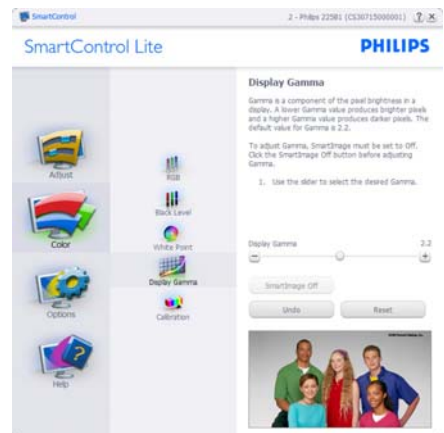 SmartControl
2 - Philips 225B1 (CS30715000001)
SmartControl Lite
PHILIPS
Adjust
Color
Options
Help
RGB
Black Level
White Point
Display Gamma
Calibration
Display Gamma
Gamma is a component of the pixel brightness in a
display. A lower Gamma value produces brighter pixels
and a higher Gamma value produces darker pixels. The
default value for Gamma is 2.2.
To adjust Gamma, SmartImage must be set to Off.
Click the SmartImage Off button before adjusting
Gamma.
1. Use the slider to select the desired Gamma.
Display Gamma 2.2
SmartImage Off
Undo Reset